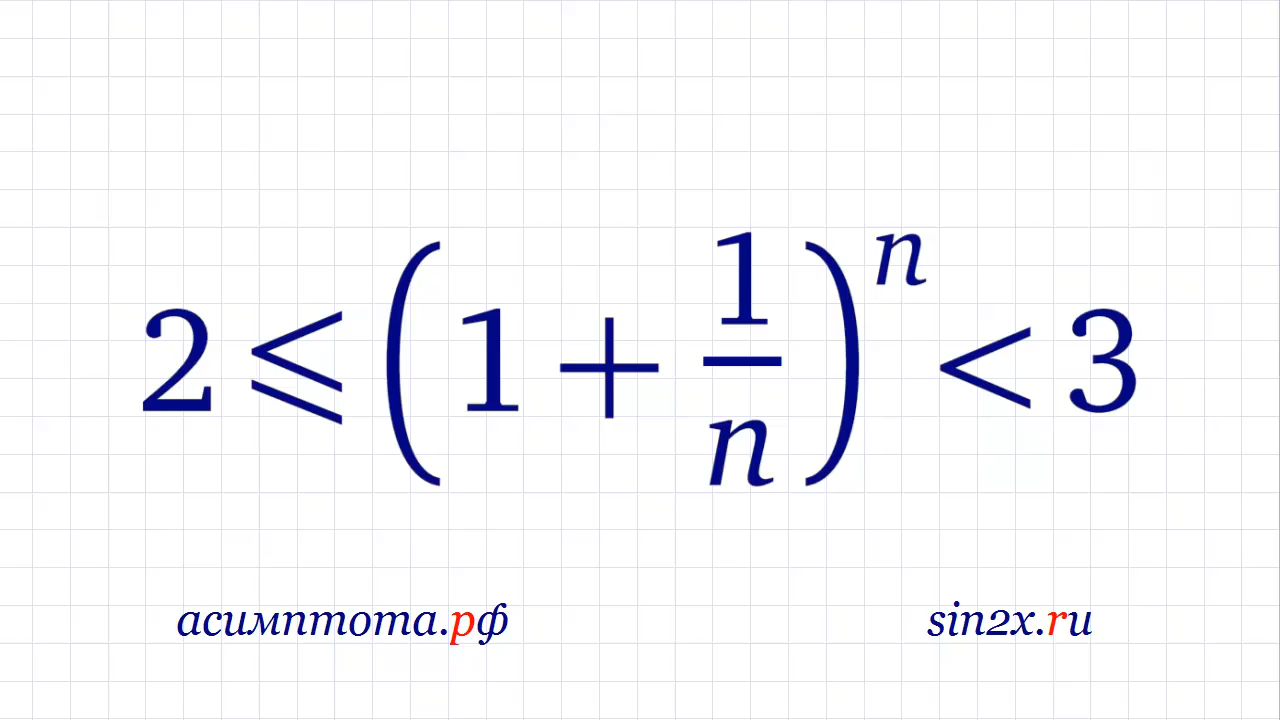 2 ⩽ (1 + 1/n)^n < 3
асимптота.рф
sin2x.ru